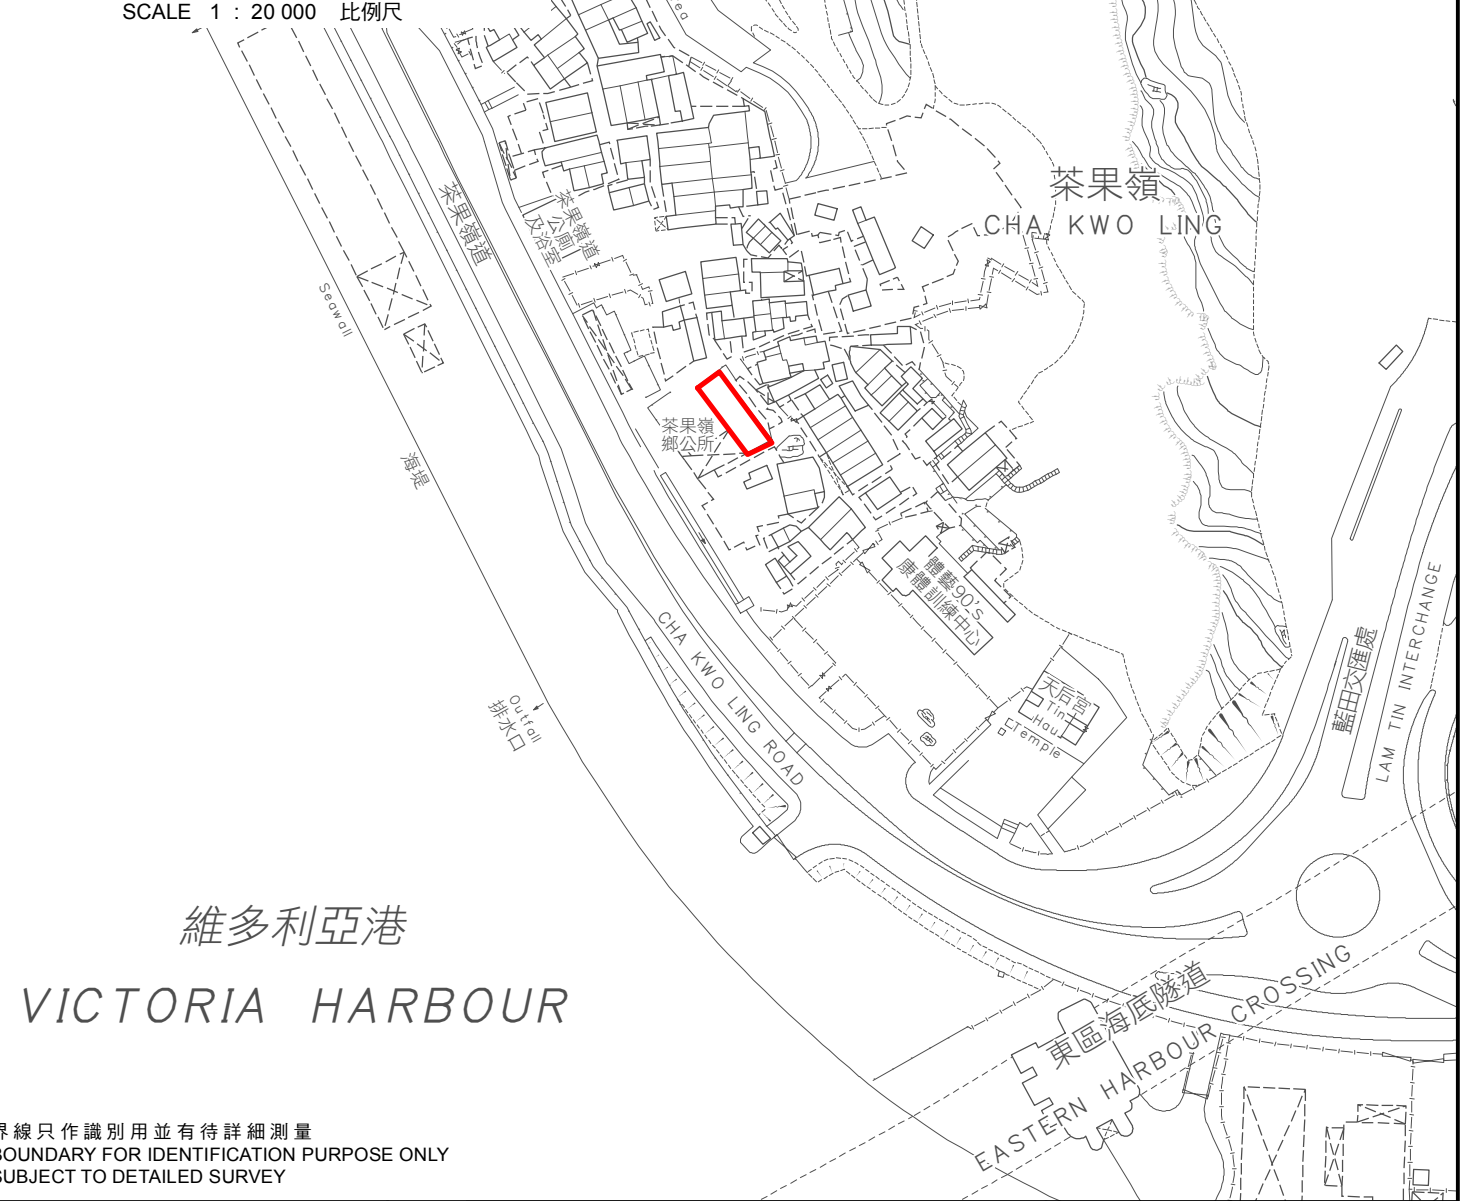 SCALE 1 : 20 000 比例尺
茶果嶺
CHA KWO LING
茶果嶺道
茶果嶺道
公廁
及浴室
Seawall
海堤
茶果嶺
鄉公所
體藝90's
康體訓練中心
CHA KWO LING ROAD
Outfall
排水口
天后宮
Tin
Hau
Temple
藍田交匯處
LAM TIN INTERCHANGE
維多利亞港
VICTORIA HARBOUR
東區海底隧道
EASTERN HARBOUR CROSSING
界線只作識別用並有待詳細測量
BOUNDARY FOR IDENTIFICATION PURPOSE ONLY
SUBJECT TO DETAILED SURVEY